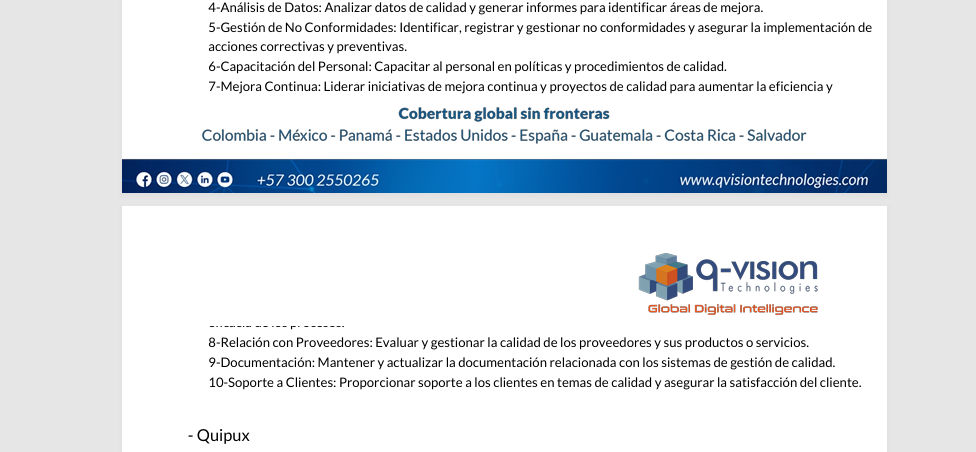 4-Análisis de Datos: Analizar datos de calidad y generar informes para identificar áreas de mejora.
5-Gestión de No Conformidades: Identificar, registrar y gestionar no conformidades y asegurar la implementación de
acciones correctivas y preventivas.
6-Capacitación del Personal: Capacitar al personal en políticas y procedimientos de calidad.
7-Mejora Continua: Liderar iniciativas de mejora continua y proyectos de calidad para aumentar la eficiencia y
Cobertura global sin fronteras
Colombia - México - Panamá - Estados Unidos - España - Guatemala - Costa Rica - Salvador
+57 300 2550265 www.qvisiontechnologies.com
q-vision
Technologies
Global Digital Intelligence
8-Relación con Proveedores: Evaluar y gestionar la calidad de los proveedores y sus productos o servicios.
9-Documentación: Mantener y actualizar la documentación relacionada con los sistemas de gestión de calidad.
10-Soporte a Clientes: Proporcionar soporte a los clientes en temas de calidad y asegurar la satisfacción del cliente.
- Quipux